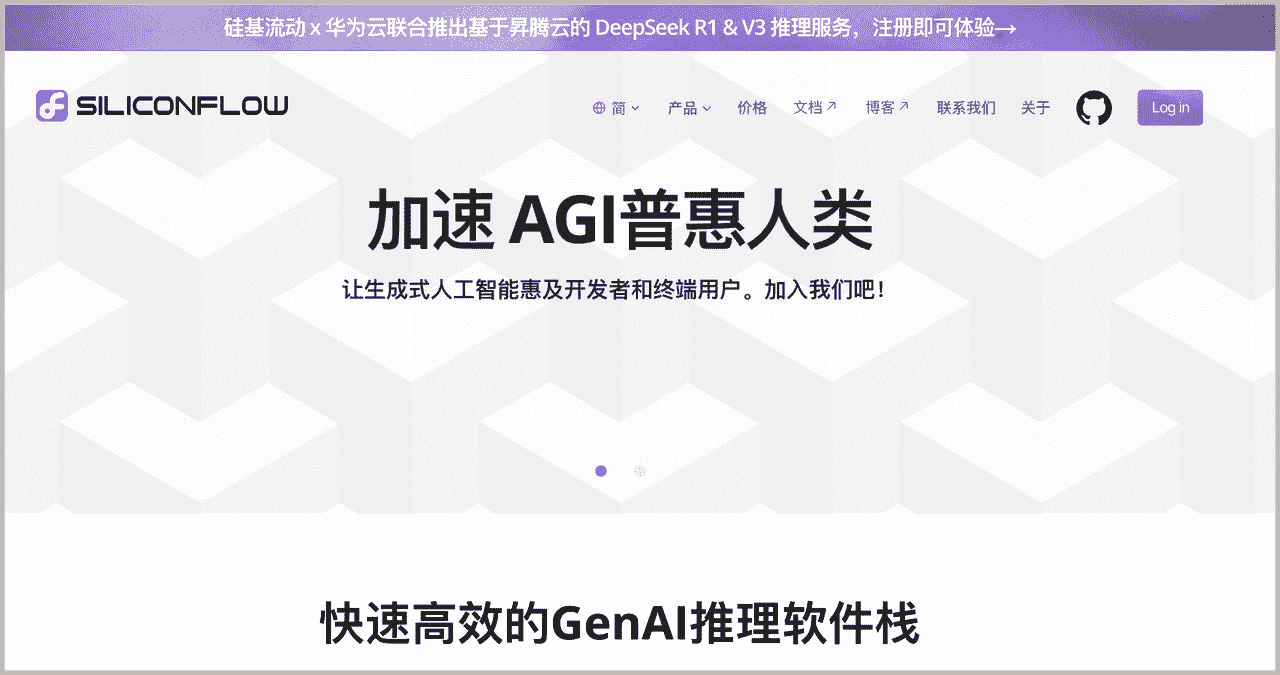 硅基流动 x 华为云联合推出基于昇腾云的 DeepSeek R1 & V3 推理服务，注册即可体验→
SILICONFLOW
简 产品 价格 文档 博客 联系我们 关于 Log in
加速 AGI普惠人类
让生成式人工智能惠及开发者和终端用户。加入我们吧！
快速高效的GenAI推理软件栈